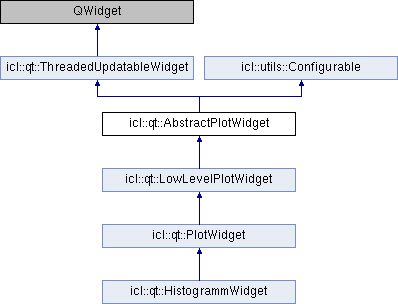 QWidget
icl::qt::ThreadedUpdatableWidget
icl::utils::Configurable
icl::qt::AbstractPlotWidget
icl::qt::LowLevelPlotWidget
icl::qt::PlotWidget
icl::qt::HistogrammWidget